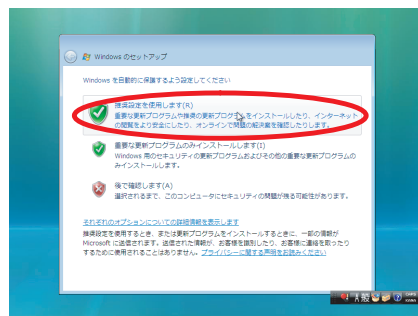 Windows のセットアップ
Windows を自動的に保護するよう設定してください
推奨設定を使用します(R)
重要な更新プログラムや推奨の更新プログラムをインストールしたり、インターネット
の閲覧をより安全にしたり、オンラインで問題の解決策を確認したりします。
重要な更新プログラムのみインストールします(I)
Windows 用のセキュリティの更新プログラムおよびその他の重要な更新プログラムの
みインストールします。
後で確認します(A)
選択されるまで、このコンピュータにセキュリティの問題が残る可能性があります。
それぞれのオプションについての詳細情報を表示します
推奨設定を使用するとき、または更新プログラムをインストールするときに、一部の情報が
Microsoft に送信されます。送信された情報が、お客様を識別したり、お客様に連絡を取ったり
するために使用されることはありません。プライバシーに関する声明をお読みください
A 般 CAPS
KANA